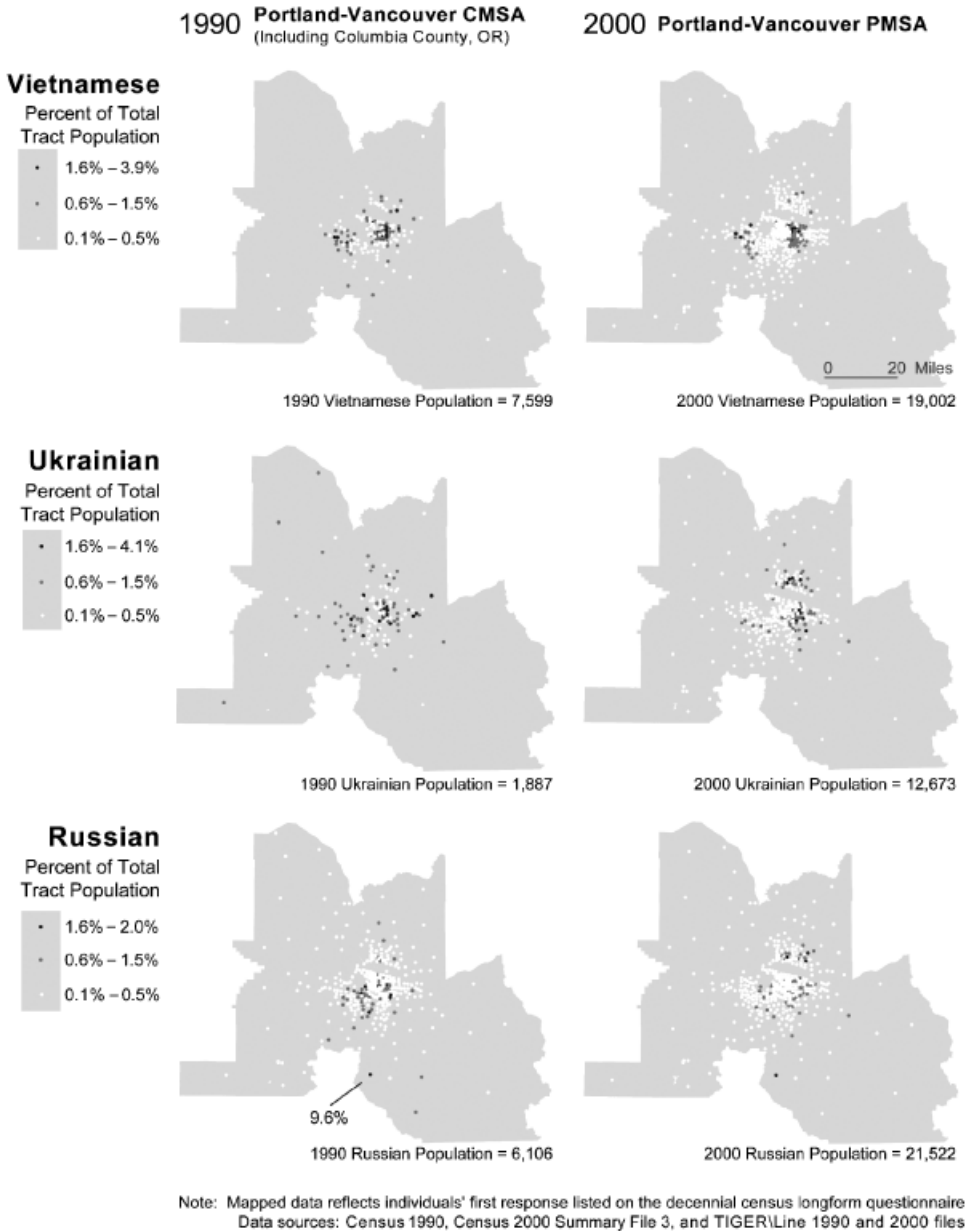 1990 Portland-Vancouver CMSA
(Including Columbia County, OR)
2000 Portland-Vancouver PMSA
Vietnamese
Percent of Total
Tract Population
1.6% – 3.9%
0.6% – 1.5%
0.1% – 0.5%
0 20 Miles
1990 Vietnamese Population = 7,599
2000 Vietnamese Population = 19,002
Ukrainian
Percent of Total
Tract Population
1.6% – 4.1%
0.6% – 1.5%
0.1% – 0.5%
1990 Ukrainian Population = 1,887
2000 Ukrainian Population = 12,673
Russian
Percent of Total
Tract Population
1.6% – 2.0%
0.6% – 1.5%
0.1% – 0.5%
9.6%
1990 Russian Population = 6,106
2000 Russian Population = 21,522
Note: Mapped data reflects individuals' first response listed on the decennial census longform questionnaire
Data sources: Census 1990, Census 2000 Summary File 3, and TIGER\Line 1990 and 2000 files